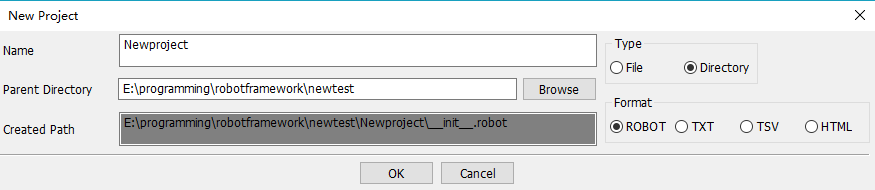 New Project
Name
Newproject
Type
File
Directory
Parent Directory
E:\programming\robotframework\newtest
Browse
Format
Created Path
E:\programming\robotframework\newtest\Newproject\__init__.robot
ROBOT
TXT
TSV
HTML
OK
Cancel